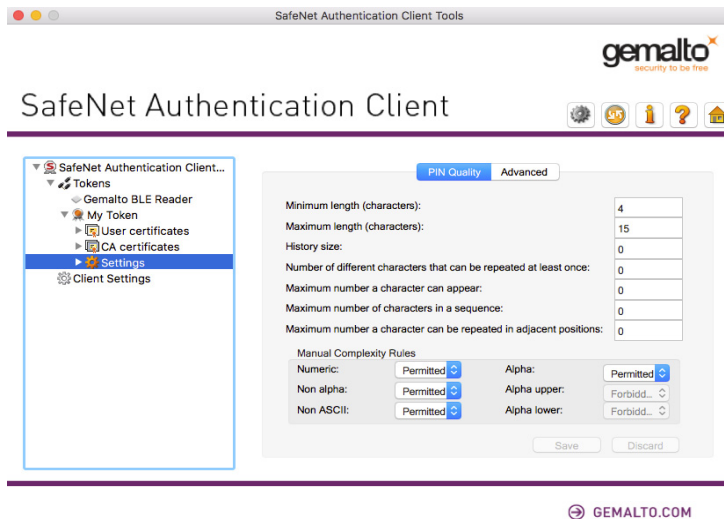 SafeNet Authentication Client Tools
gemalto
security to be free
SafeNet Authentication Client
SafeNet Authentication Client...
Tokens
Gemalto BLE Reader
My Token
User certificates
CA certificates
Settings
Client Settings
PIN Quality Advanced
Minimum length (characters): 4
Maximum length (characters): 15
History size: 0
Number of different characters that can be repeated at least once: 0
Maximum number a character can appear: 0
Maximum number of characters in a sequence: 0
Maximum number a character can be repeated in adjacent positions: 0
Manual Complexity Rules
Numeric: Permitted Alpha: Permitted
Non alpha: Permitted Alpha upper: Forbidd...
Non ASCII: Permitted Alpha lower: Forbidd...
Save Discard
GEMALTO.COM